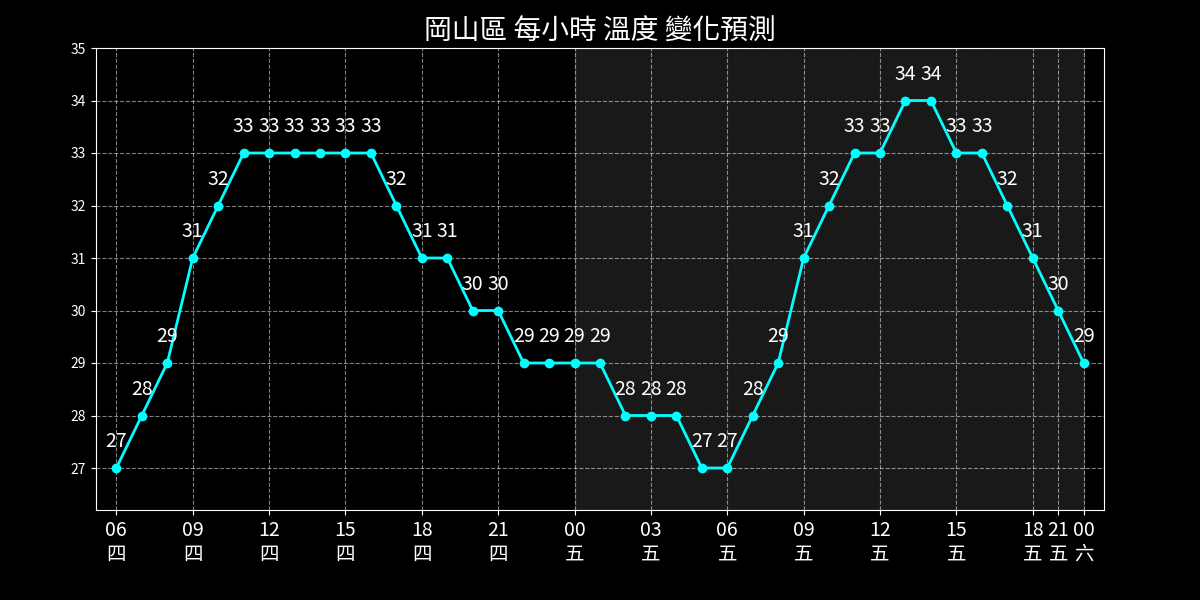 岡山區 每小時 溫度 變化預測
35
34
33
32
31
30
29
28
27
34 34
33 33 33 33 33 33 33 33 33 33
32 32 32 32
31 31 31 31 31
30 30 30
29 29 29 29 29 29 29
28 28 28 28 28
27 27 27
06 09 12 15 18 21 00 03 06 09 12 15 18 21 00
四 四 四 四 四 四 五 五 五 五 五 五 五 五 六